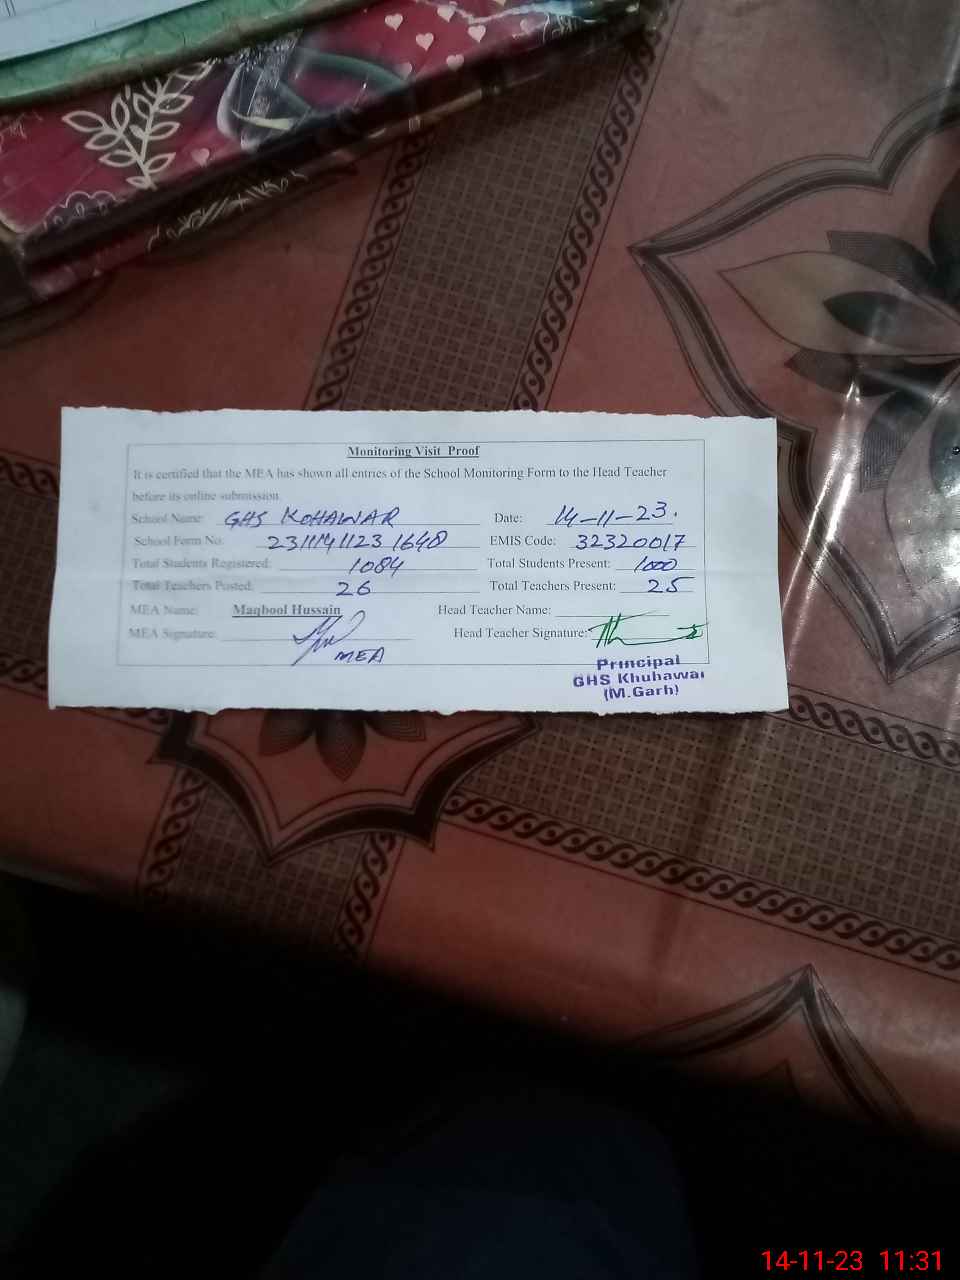 Monitoring Visit Proof
It is certified that the MEA has shown all entries of the School Monitoring Form to the Head Teacher
before its online submission.
School Name: GHS KOHAWAR Date: 14-11-23.
School Form No: 2311141123 1648 EMIS Code: 32320017
Total Students Registered: 1084 Total Students Present: 1000
Total Teachers Posted: 26 Total Teachers Present: 25
MEA Name: Maqbool Hussain Head Teacher Name:
MEA Signature: Head Teacher Signature:
MEA
Principal
GHS Khuhawar
(M.Garh)
14-11-23 11:31